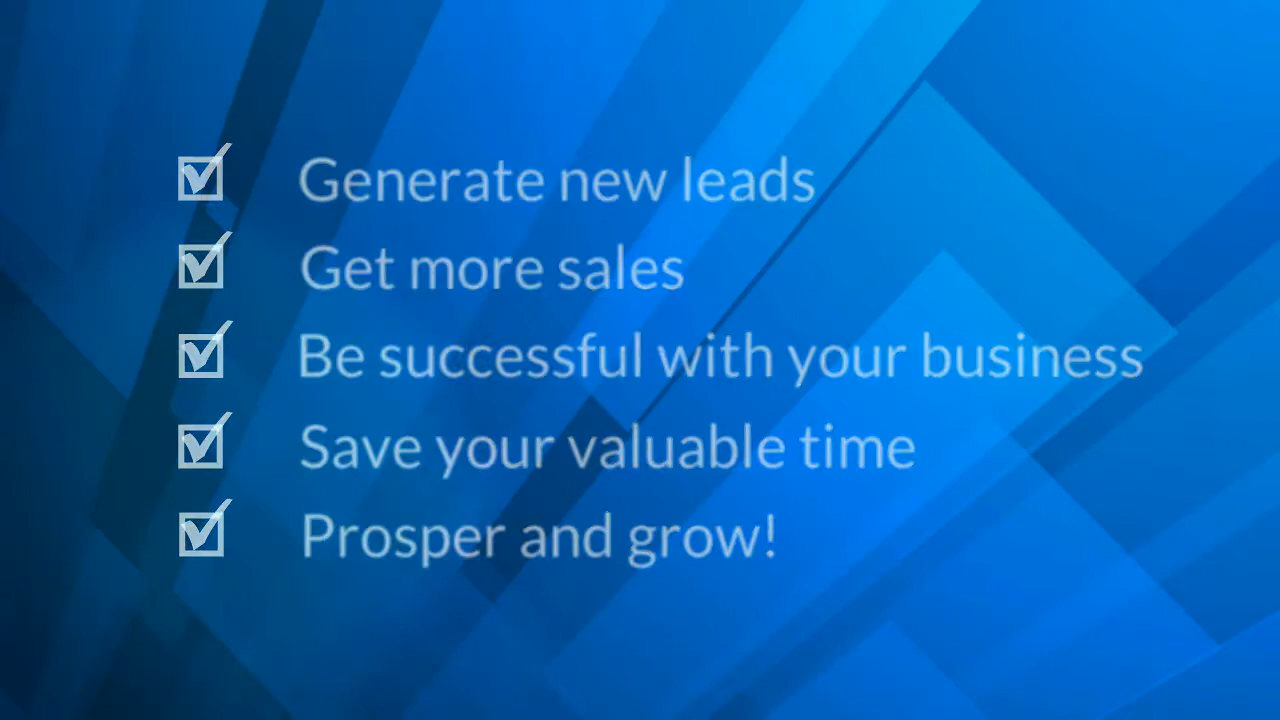 Generate new leads
Get more sales
Be successful with your business
Save your valuable time
Prosper and grow!